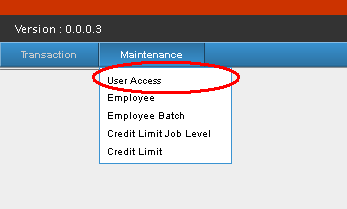 Version : 0.0.0.3
Transaction Maintenance
User Access
Employee
Employee Batch
Credit Limit Job Level
Credit Limit